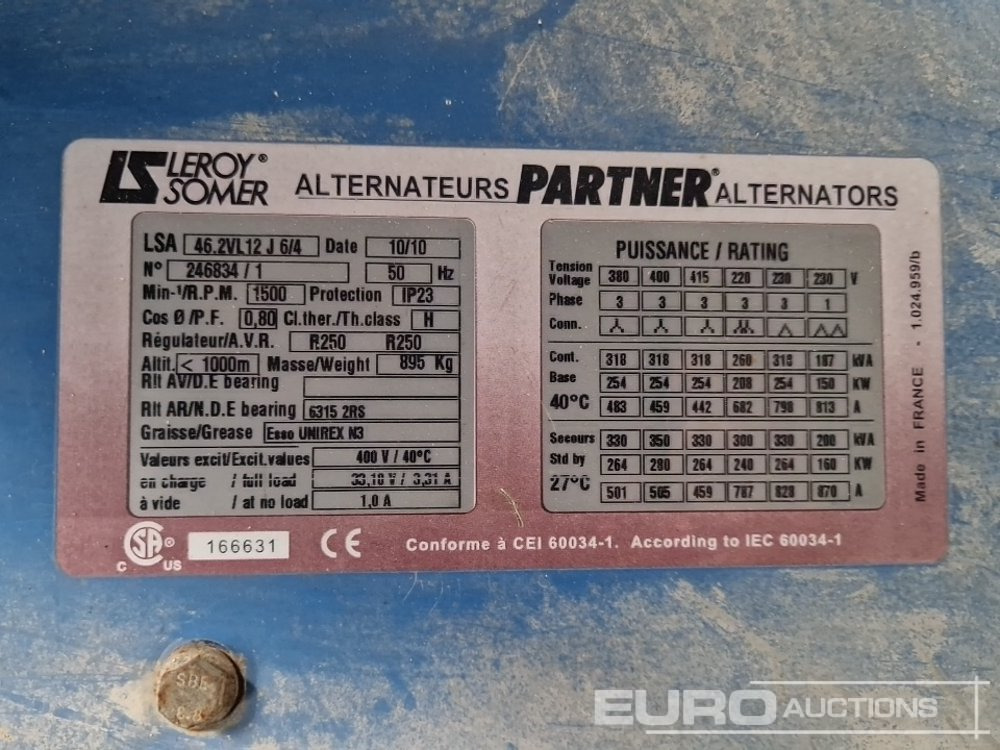 LS LEROY® SOMER ALTERNATEURS PARTNER® ALTERNATORS
LSA 46.2VL12 J 6/4 Date 10/10
N° 246834 / 1 50 Hz
Min-¹/R.P.M. 1500 Protection IP23
Cos Ø /P.F. 0,80 Cl.ther./Th.class H
Régulateur/A.V.R. R250 R250
Altit. < 1000m Masse/Weight 895 Kg
Rlt AV/D.E bearing
Rlt AR/N.D.E bearing 6315 2RS
Graisse/Grease Esso UNIREX N3
Valeurs excit/Excit.values 400 V / 40°C
en charge / full load 33,10 V / 3,31 A
à vide / at no load 1,0 A
PUISSANCE / RATING
Tension
Voltage 380 400 415 220 230 230 V
Phase 3 3 3 3 3 1
Conn.
Cont. 318 318 318 260 318 187 kVA
Base 254 254 254 208 254 150 KW
40°C 483 459 442 682 798 813 A
Secours 330 350 330 300 330 200 kVA
Std by 264 280 264 240 264 160 KW
27°C 501 505 459 787 828 870 A
Made in FRANCE - 1.024.959/b
C SA® US 166631 CE Conforme à CEI 60034-1. According to IEC 60034-1
SBE
EURO AUCTIONS